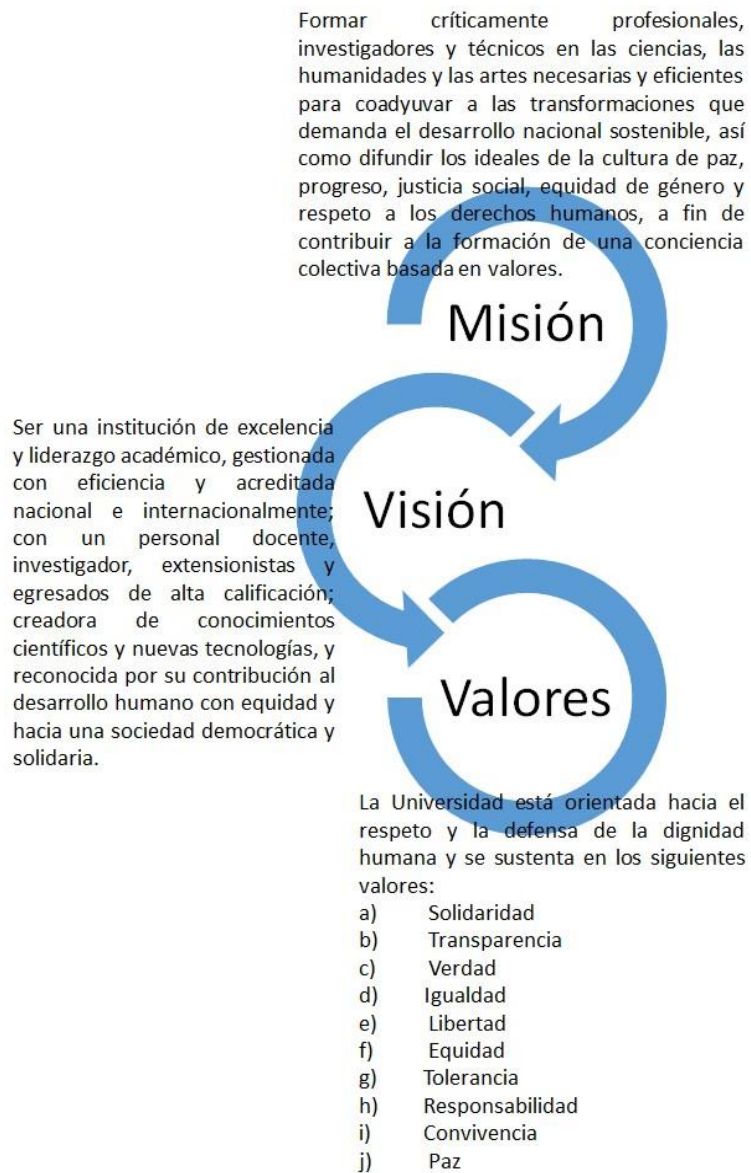 Formar críticamente profesionales,
investigadores y técnicos en las ciencias, las
humanidades y las artes necesarias y eficientes
para coadyuvar a las transformaciones que
demanda el desarrollo nacional sostenible, así
como difundir los ideales de la cultura de paz,
progreso, justicia social, equidad de género y
respeto a los derechos humanos, a fin de
contribuir a la formación de una conciencia
colectiva basada en valores.
Misión
Ser una institución de excelencia
y liderazgo académico, gestionada
con eficiencia y acreditada
nacional e internacionalmente;
con un personal docente,
investigador, extensionistas y
egresados de alta calificación;
creadora de conocimientos
científicos y nuevas tecnologías, y
reconocida por su contribución al
desarrollo humano con equidad y
hacia una sociedad democrática y
solidaria.
Visión
Valores
La Universidad está orientada hacia el
respeto y la defensa de la dignidad
humana y se sustenta en los siguientes
valores:
a) Solidaridad
b) Transparencia
c) Verdad
d) Igualdad
e) Libertad
f) Equidad
g) Tolerancia
h) Responsabilidad
i) Convivencia
j) Paz